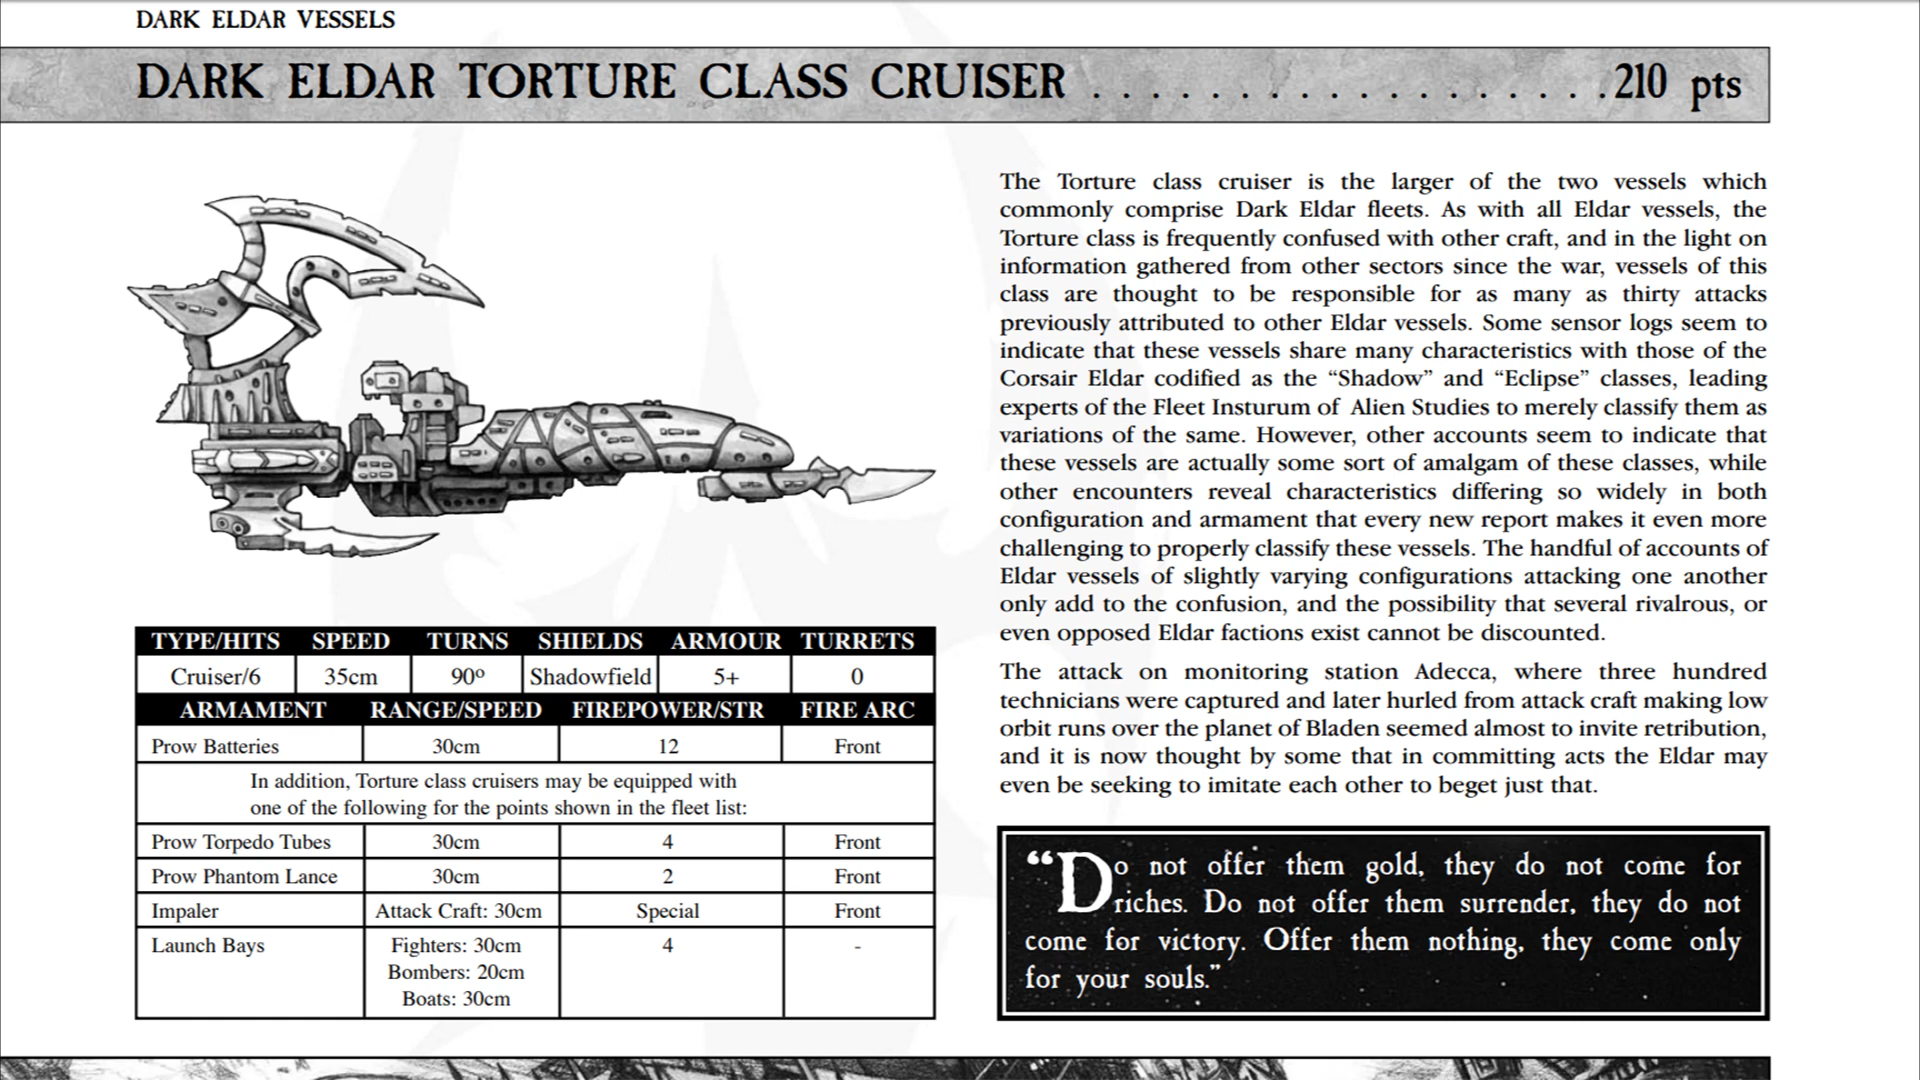 DARK ELDAR VESSELS
DARK ELDAR TORTURE CLASS CRUISER . . . . . . . . . . . . . . . . . .210 pts
TYPE/HITS SPEED TURNS SHIELDS ARMOUR TURRETS
Cruiser/6 35cm 90º Shadowfield 5+ 0
ARMAMENT RANGE/SPEED FIREPOWER/STR FIRE ARC
Prow Batteries 30cm 12 Front
In addition, Torture class cruisers may be equipped with
one of the following for the points shown in the fleet list:
Prow Torpedo Tubes 30cm 4 Front
Prow Phantom Lance 30cm 2 Front
Impaler Attack Craft: 30cm Special Front
Launch Bays Fighters: 30cm 4 -
Bombers: 20cm
Boats: 30cm
The Torture class cruiser is the larger of the two vessels which
commonly comprise Dark Eldar fleets. As with all Eldar vessels, the
Torture class is frequently confused with other craft, and in the light on
information gathered from other sectors since the war, vessels of this
class are thought to be responsible for as many as thirty attacks
previously attributed to other Eldar vessels. Some sensor logs seem to
indicate that these vessels share many characteristics with those of the
Corsair Eldar codified as the “Shadow” and “Eclipse” classes, leading
experts of the Fleet Insturum of Alien Studies to merely classify them as
variations of the same. However, other accounts seem to indicate that
these vessels are actually some sort of amalgam of these classes, while
other encounters reveal characteristics differing so widely in both
configuration and armament that every new report makes it even more
challenging to properly classify these vessels. The handful of accounts of
Eldar vessels of slightly varying configurations attacking one another
only add to the confusion, and the possibility that several rivalrous, or
even opposed Eldar factions exist cannot be discounted.
The attack on monitoring station Adecca, where three hundred
technicians were captured and later hurled from attack craft making low
orbit runs over the planet of Bladen seemed almost to invite retribution,
and it is now thought by some that in committing acts the Eldar may
even be seeking to imitate each other to beget just that.
“Do not offer them gold, they do not come for
riches. Do not offer them surrender, they do not
come for victory. Offer them nothing, they come only
for your souls.”